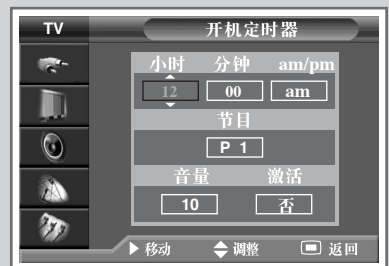 TV 开机定时器
小时 分钟 am/pm
12 00 am
节目
P 1
音量 激活
10 否
移动 调整 返回